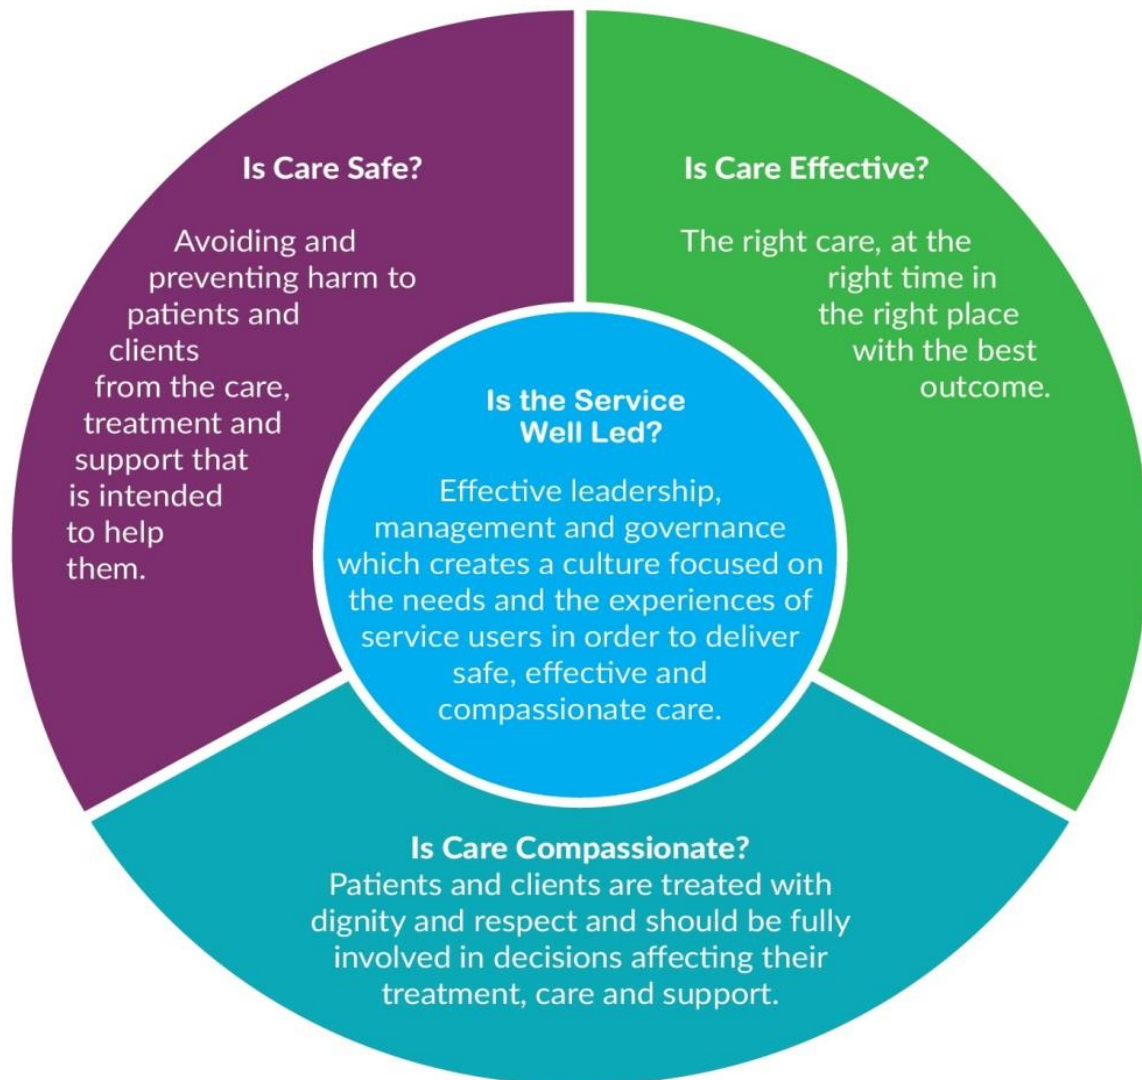 Is Care Safe?
Avoiding and
preventing harm to
patients and
clients
from the care,
treatment and
support that
is intended
to help
them.
Is Care Effective?
The right care, at the
right time in
the right place
with the best
outcome.
Is the Service
Well Led?
Effective leadership,
management and governance
which creates a culture focused on
the needs and the experiences of
service users in order to deliver
safe, effective and
compassionate care.
Is Care Compassionate?
Patients and clients are treated with
dignity and respect and should be fully
involved in decisions affecting their
treatment, care and support.